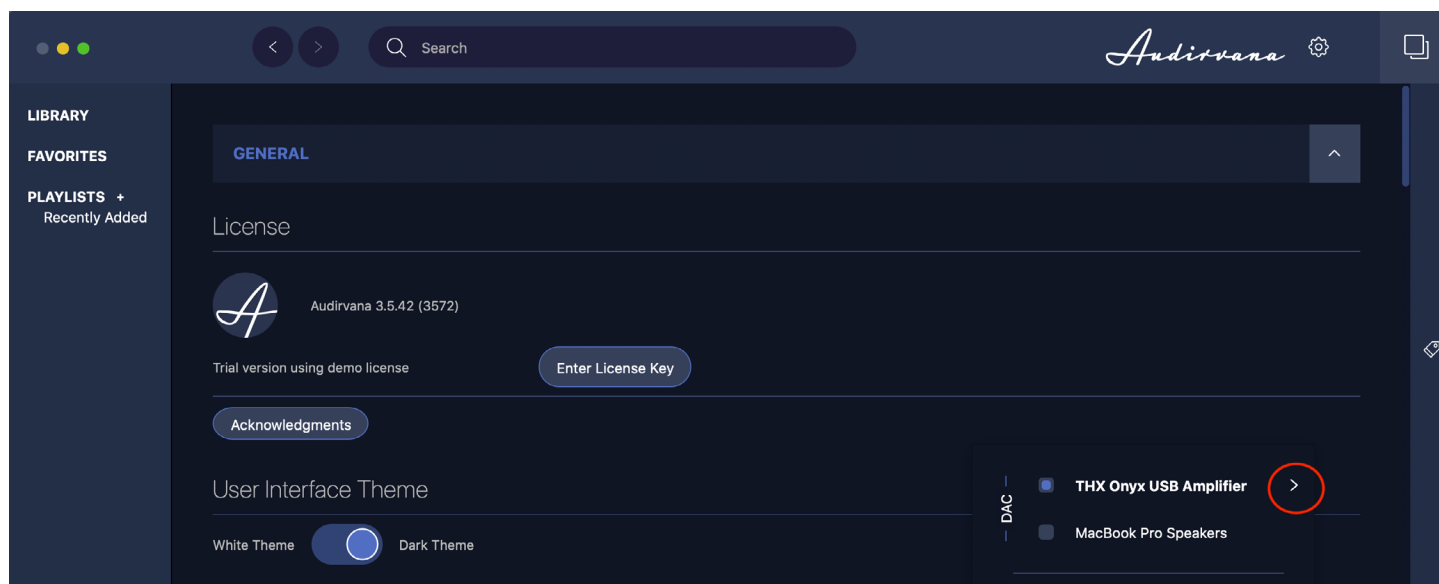 Search
Audirvana
LIBRARY
FAVORITES
PLAYLISTS +
Recently Added
GENERAL
License
Audirvana 3.5.42 (3572)
Trial version using demo license
Enter License Key
Acknowledgments
User Interface Theme
White Theme
Dark Theme
DAC
THX Onyx USB Amplifier
MacBook Pro Speakers